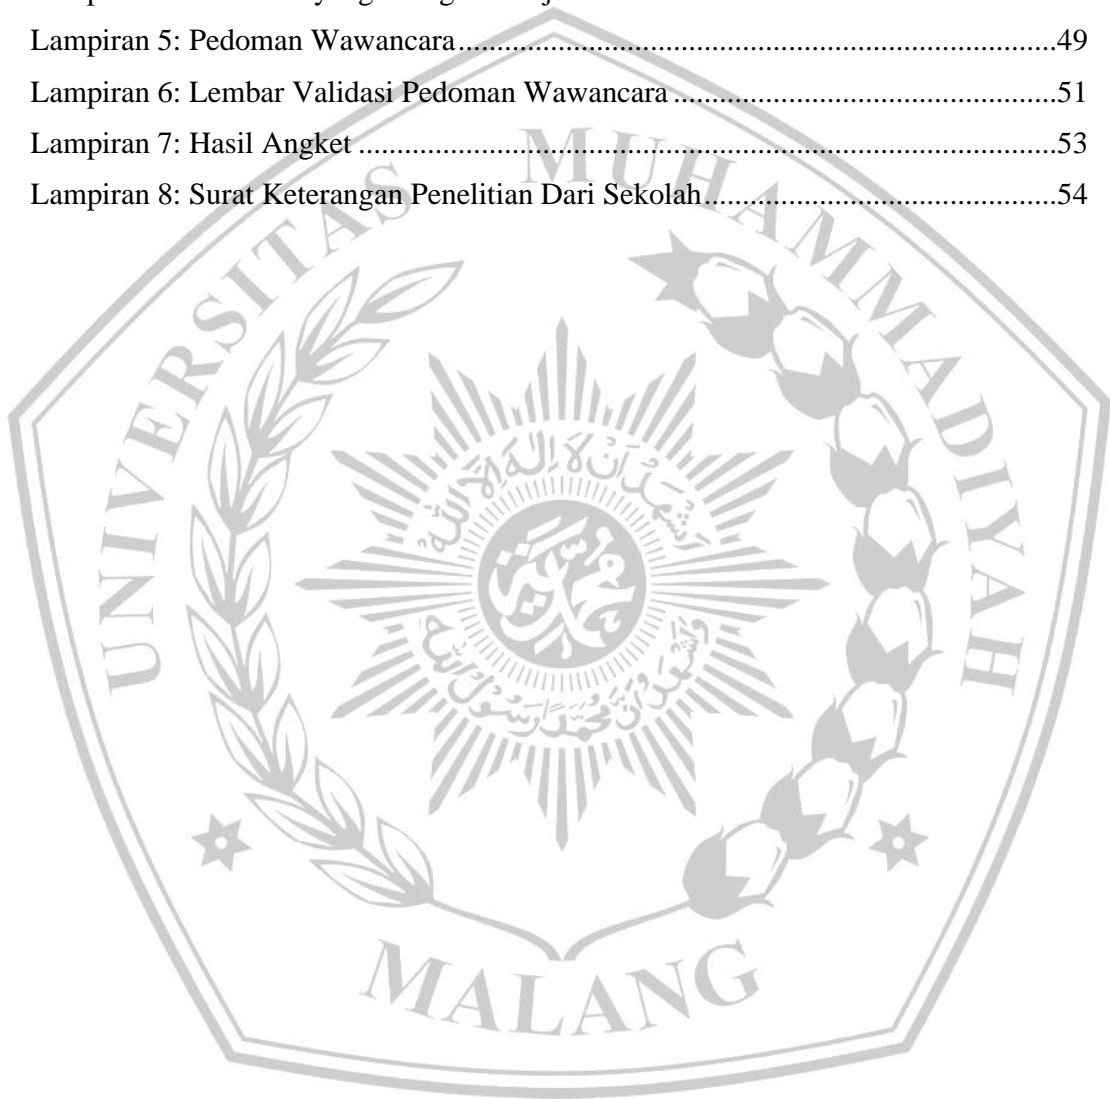 Lampiran 5: Pedoman Wawancara..............................................................................49
Lampiran 6: Lembar Validasi Pedoman Wawancara..................................................51
Lampiran 7: Hasil Angket...........................................................................................53
Lampiran 8: Surat Keterangan Penelitian Dari Sekolah..............................................54
UNIVERSITAS MUHAMMADIYAH
MALANG